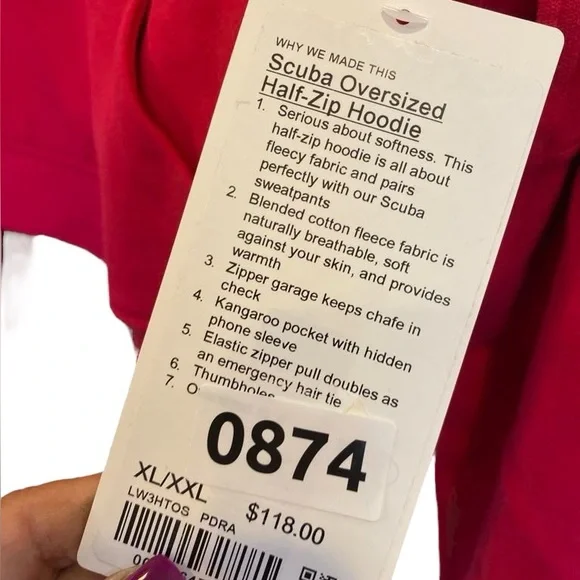 WHY WE MADE THIS
Scuba Oversized
Half-Zip Hoodie
1. Serious about softness. This
half-zip hoodie is all about
fleecy fabric and pairs
perfectly with our Scuba
sweatpants
2. Blended cotton fleece fabric is
naturally breathable, soft
against your skin, and provides
warmth
3. Zipper garage keeps chafe in
check
4. Kangaroo pocket with hidden
phone sleeve
5. Elastic zipper pull doubles as
an emergency hair tie
6. Thumbholes
7. O
0874
XL/XXL
LW3HTOS PDRA
$118.00